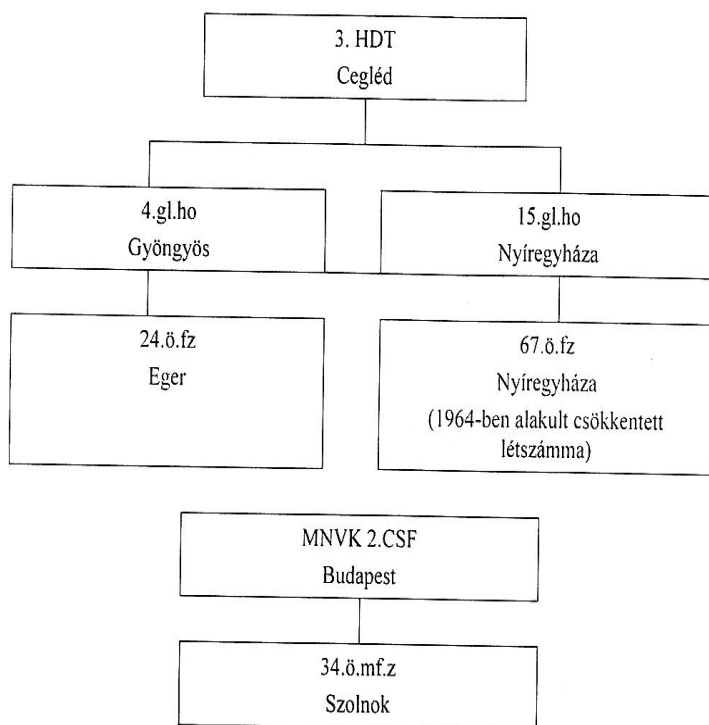 3. HDT
Cegléd
4.gl.ho
Gyöngyös
15.gl.ho
Nyíregyháza
24.ö.fz
Eger
67.ö.fz
Nyíregyháza
(1964-ben alakult csökkentett
létszámma)
MNVK 2.CSF
Budapest
34.ö.mf.z
Szolnok